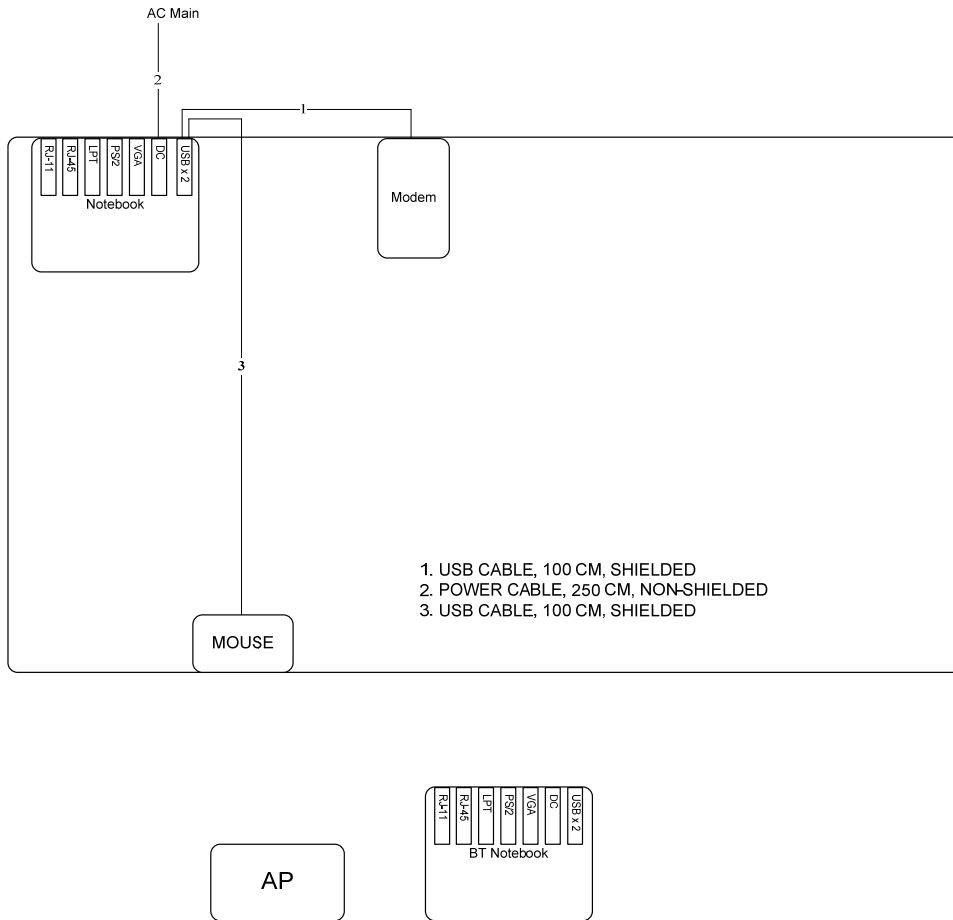 AC Main
2
1
RJ-11
RJ-45
LPT
PS/2
VGA
DC
USB x 2
Notebook
Modem
3
1. USB CABLE, 100 CM, SHIELDED
2. POWER CABLE, 250 CM, NON-SHIELDED
3. USB CABLE, 100 CM, SHIELDED
MOUSE
RJ-11
RJ-45
LPT
PS/2
VGA
DC
USB x 2
BT Notebook
AP